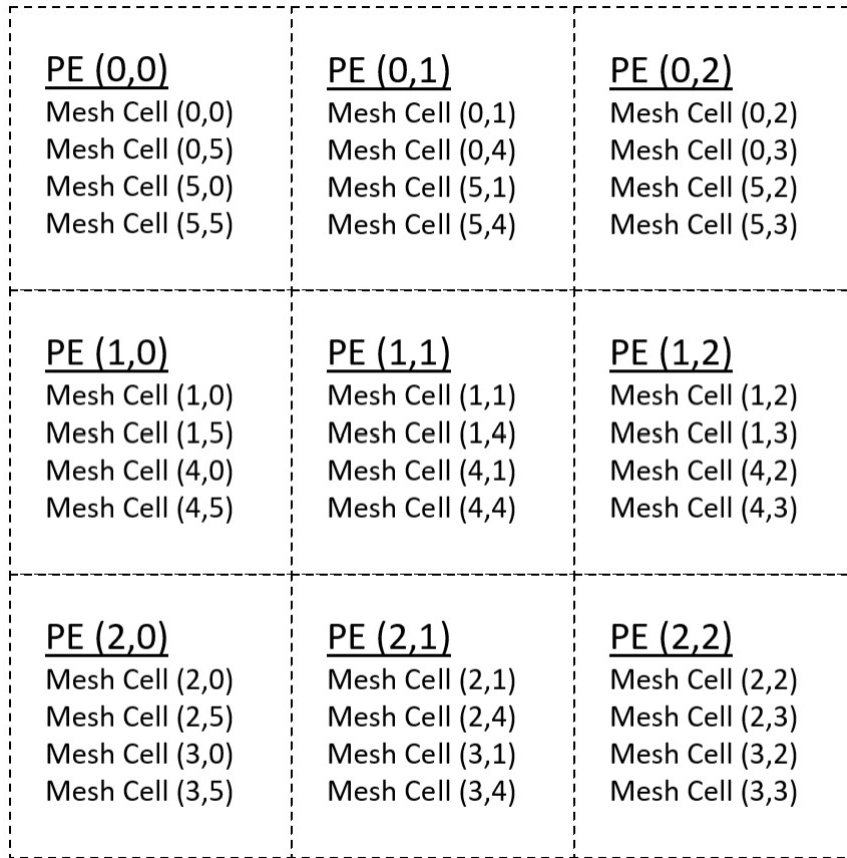 PE (0,0)
Mesh Cell (0,0)
Mesh Cell (0,5)
Mesh Cell (5,0)
Mesh Cell (5,5)
PE (0,1)
Mesh Cell (0,1)
Mesh Cell (0,4)
Mesh Cell (5,1)
Mesh Cell (5,4)
PE (0,2)
Mesh Cell (0,2)
Mesh Cell (0,3)
Mesh Cell (5,2)
Mesh Cell (5,3)
PE (1,0)
Mesh Cell (1,0)
Mesh Cell (1,5)
Mesh Cell (4,0)
Mesh Cell (4,5)
PE (1,1)
Mesh Cell (1,1)
Mesh Cell (1,4)
Mesh Cell (4,1)
Mesh Cell (4,4)
PE (1,2)
Mesh Cell (1,2)
Mesh Cell (1,3)
Mesh Cell (4,2)
Mesh Cell (4,3)
PE (2,0)
Mesh Cell (2,0)
Mesh Cell (2,5)
Mesh Cell (3,0)
Mesh Cell (3,5)
PE (2,1)
Mesh Cell (2,1)
Mesh Cell (2,4)
Mesh Cell (3,1)
Mesh Cell (3,4)
PE (2,2)
Mesh Cell (2,2)
Mesh Cell (2,3)
Mesh Cell (3,2)
Mesh Cell (3,3)